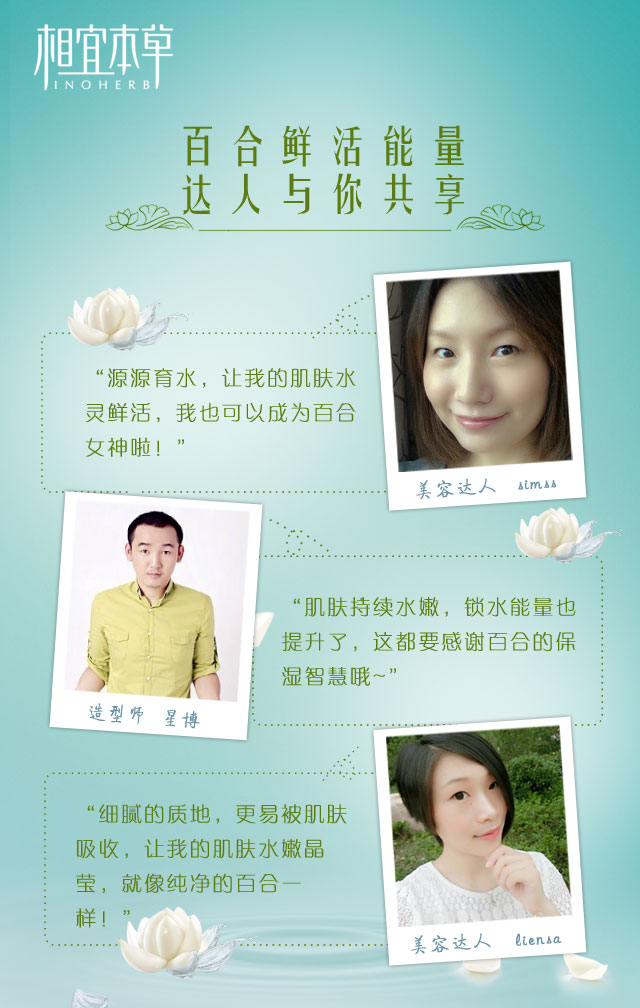 相宜本草
INOHERB
百合鲜活能量
达人与你共享
“源源育水，让我的肌肤水
灵鲜活，我也可以成为百合
女神啦！”
美容达人 simss
“肌肤持续水嫩，锁水能量也
提升了，这都要感谢百合的保
湿智慧哦~”
造型师 星博
“细腻的质地，更易被肌肤
吸收，让我的肌肤水嫩晶
莹，就像纯净的百合一
样！”
美容达人 liensa